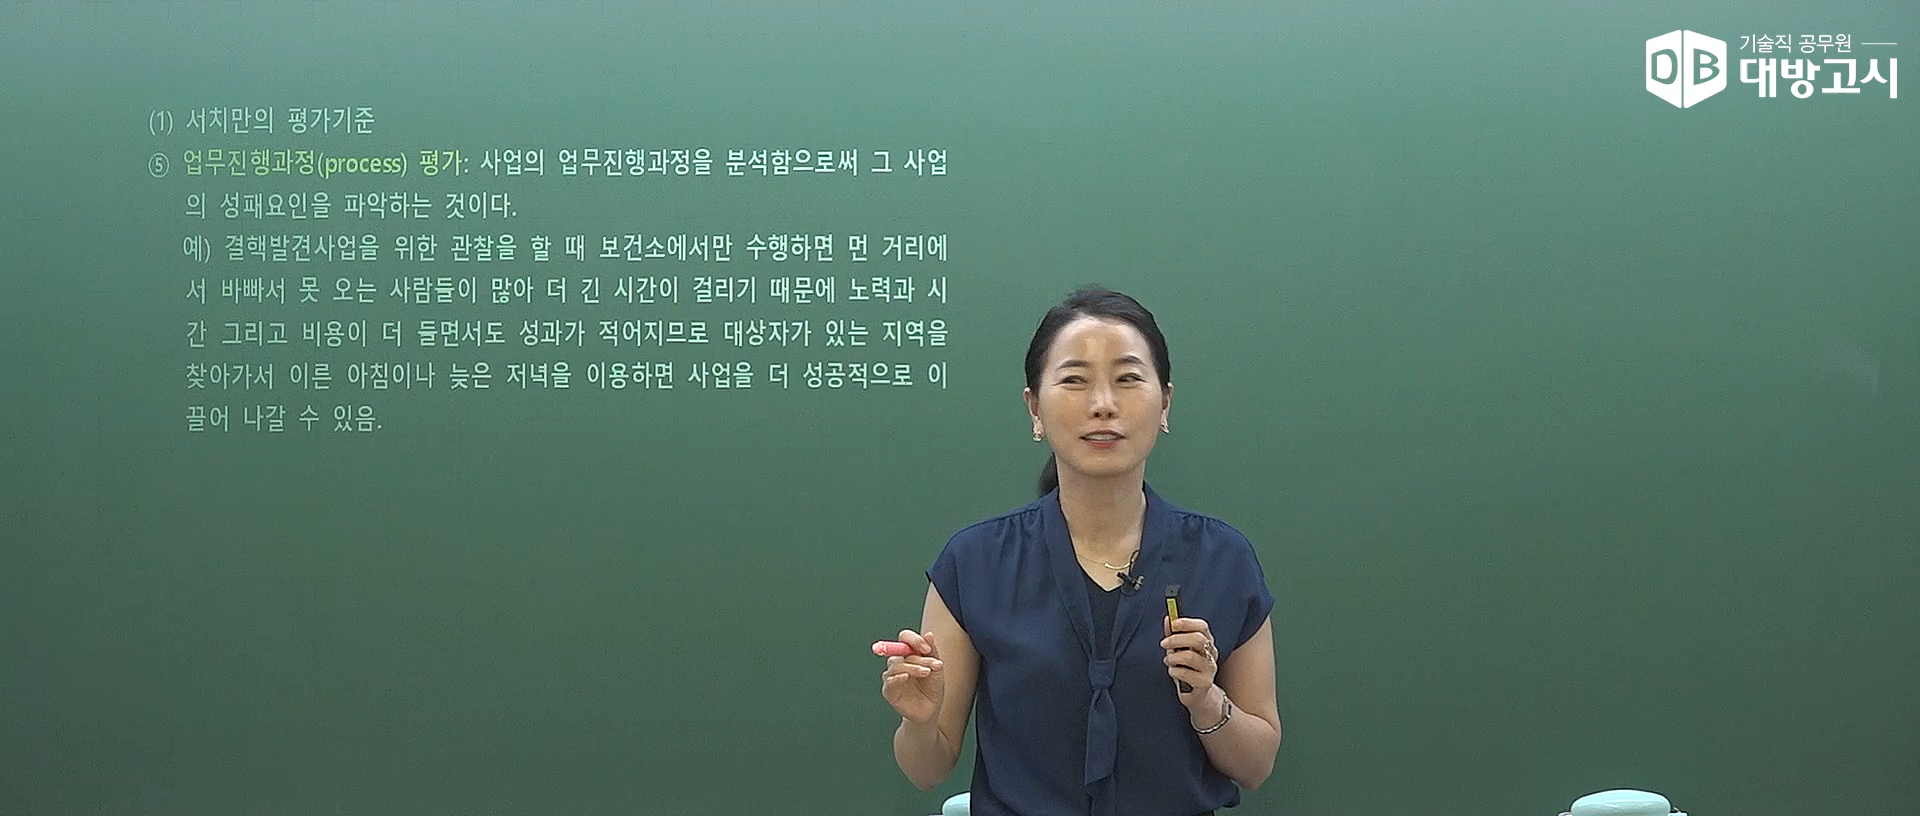 기술직 공무원
DB 대방고시
(1) 서치만의 평가기준
⑤ 업무진행과정(process) 평가: 사업의 업무진행과정을 분석함으로써 그 사업
의 성패요인을 파악하는 것이다.
예) 결핵발견사업을 위한 관찰을 할 때 보건소에서만 수행하면 먼 거리에
서 바빠서 못 오는 사람들이 많아 더 긴 시간이 걸리기 때문에 노력과 시
간 그리고 비용이 더 들면서도 성과가 적어지므로 대상자가 있는 지역을
찾아가서 이른 아침이나 늦은 저녁을 이용하면 사업을 더 성공적으로 이
끌어 나갈 수 있음.